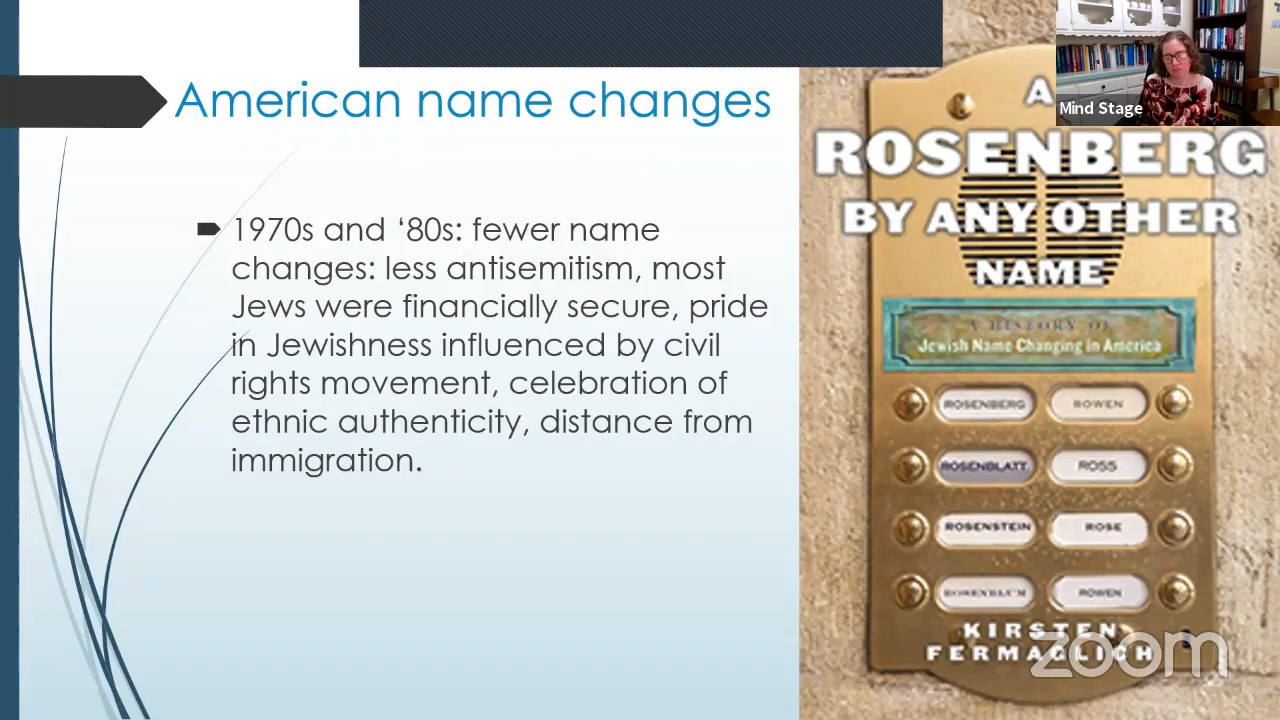 American name changes
1970s and ‘80s: fewer name
changes: less antisemitism, most
Jews were financially secure, pride
in Jewishness influenced by civil
rights movement, celebration of
ethnic authenticity, distance from
immigration.
Mind Stage
A
ROSENBERG
BY ANY OTHER
NAME
A HISTORY OF
Jewish Name Changing in America
ROSENBERG ROWEN
ROSENBLATT ROSS
ROSENSTEIN ROSE
ROSENBLUM ROWEN
KIRSTEN
FERMAGLICH
zoom